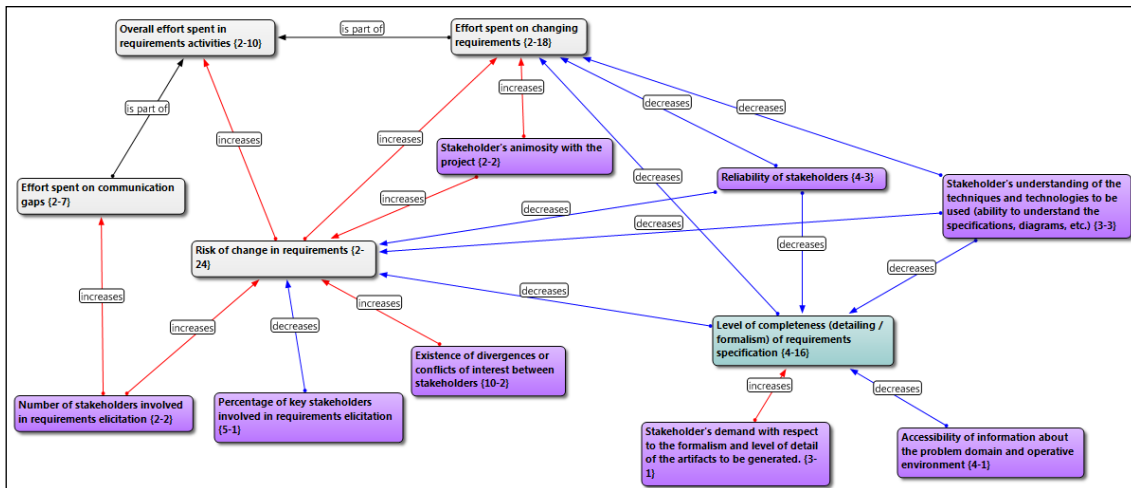 Overall effort spent in
requirements activities {2-10}
is part of
Effort spent on changing
requirements {2-18}
increases
decreases
decreases
is part of
increases
increases
Stakeholder's animosity with the
project {2-2}
decreases
Reliability of stakeholders {4-3}
Stakeholder's understanding of the
techniques and technologies to be
used (ability to understand the
specifications, diagrams, etc.) {3-3}
Effort spent on communication
gaps {2-7}
increases
decreases
decreases
decreases
decreases
Risk of change in requirements {2-
24}
decreases
increases
increases
decreases
increases
Level of completeness (detailing /
formalism) of requirements
specification {4-16}
Existence of divergences or
conflicts of interest between
stakeholders {10-2}
increases
decreases
Number of stakeholders involved
in requirements elicitation {2-2}
Percentage of key stakeholders
involved in requirements elicitation
{5-1}
Stakeholder's demand with respect
to the formalism and level of detail
of the artifacts to be generated. {3-
1}
Accessibility of information about
the problem domain and operative
environment {4-1}